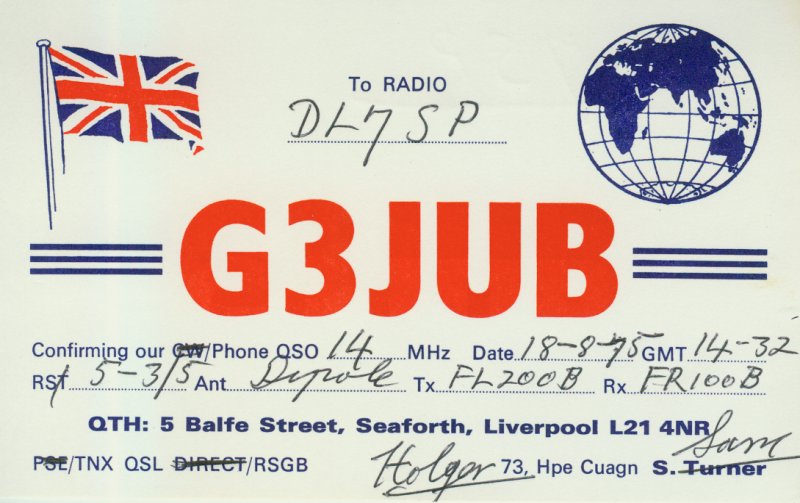 To RADIO
DL7SP
G3JUB
Confirming our CW/Phone QSO 14 MHz Date 18-8-75 GMT 14-32
RST 5-3/5 Ant Dipole Tx FL200B Rx FR100B
QTH: 5 Balfe Street, Seaforth, Liverpool L21 4NR
PSE/TNX QSL DIRECT/RSGB Holger 73, Hpe Cuagn S. Turner Sam